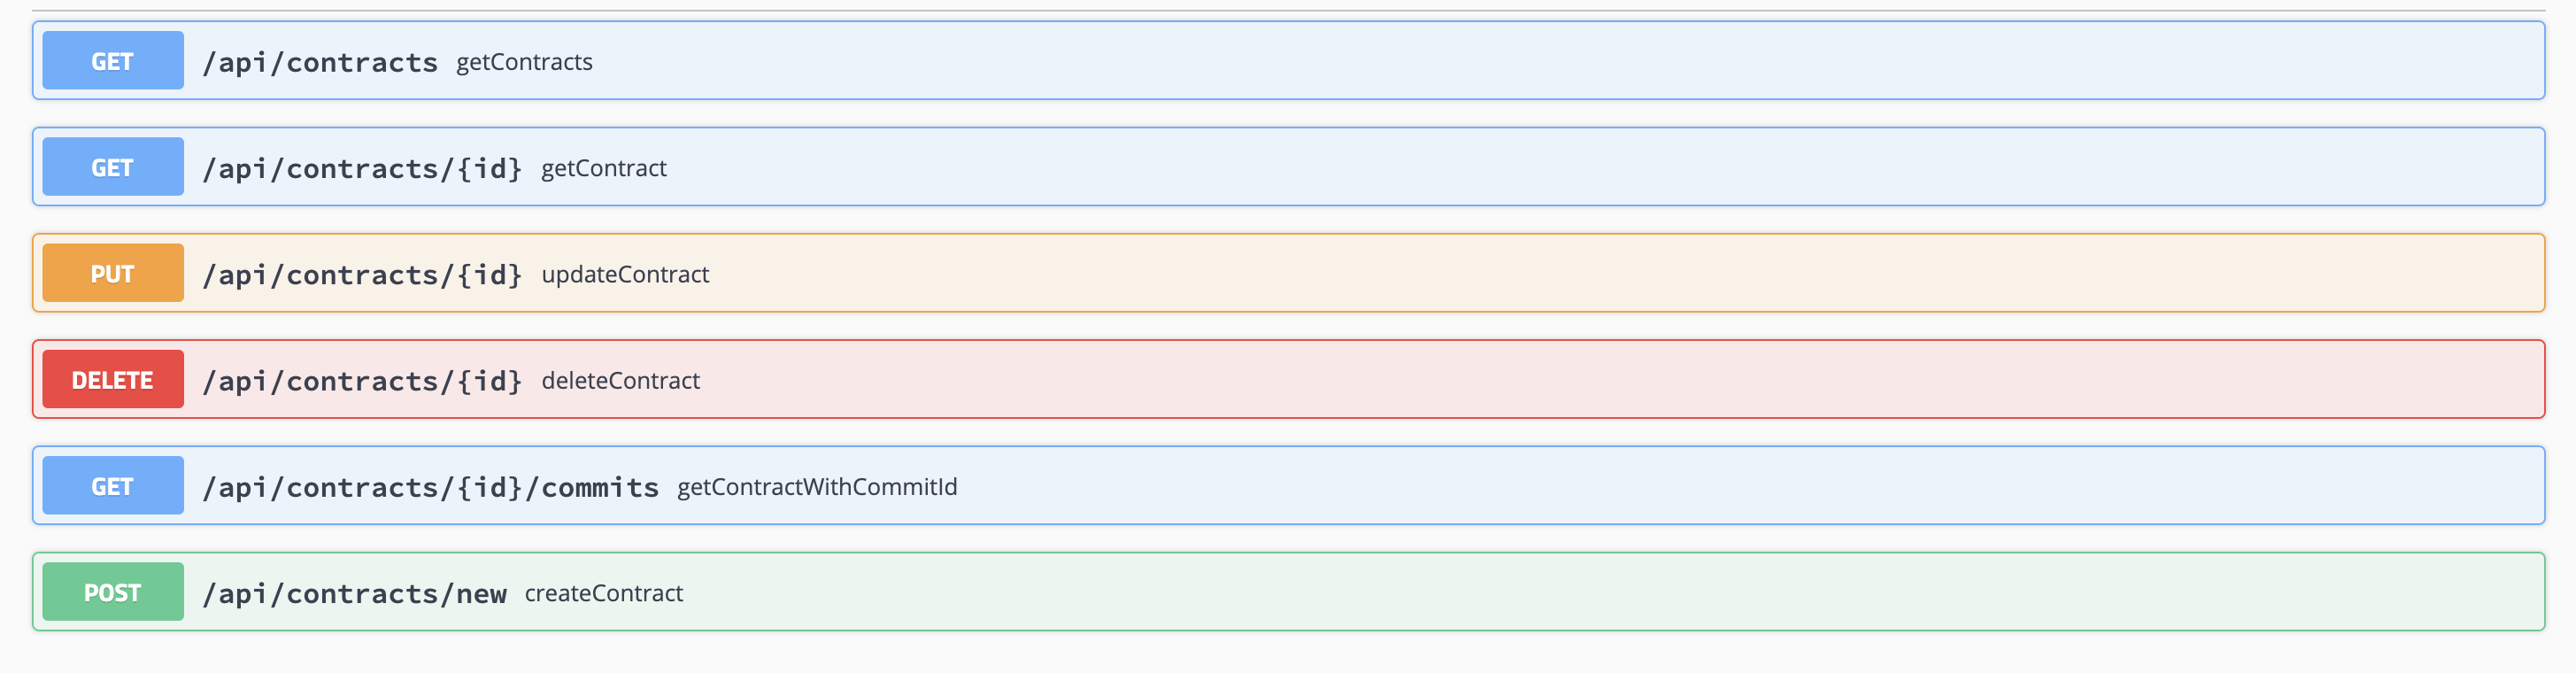 GET /api/contracts getContracts
GET /api/contracts/{id} getContract
PUT /api/contracts/{id} updateContract
DELETE /api/contracts/{id} deleteContract
GET /api/contracts/{id}/commits getContractWithCommitId
POST /api/contracts/new createContract